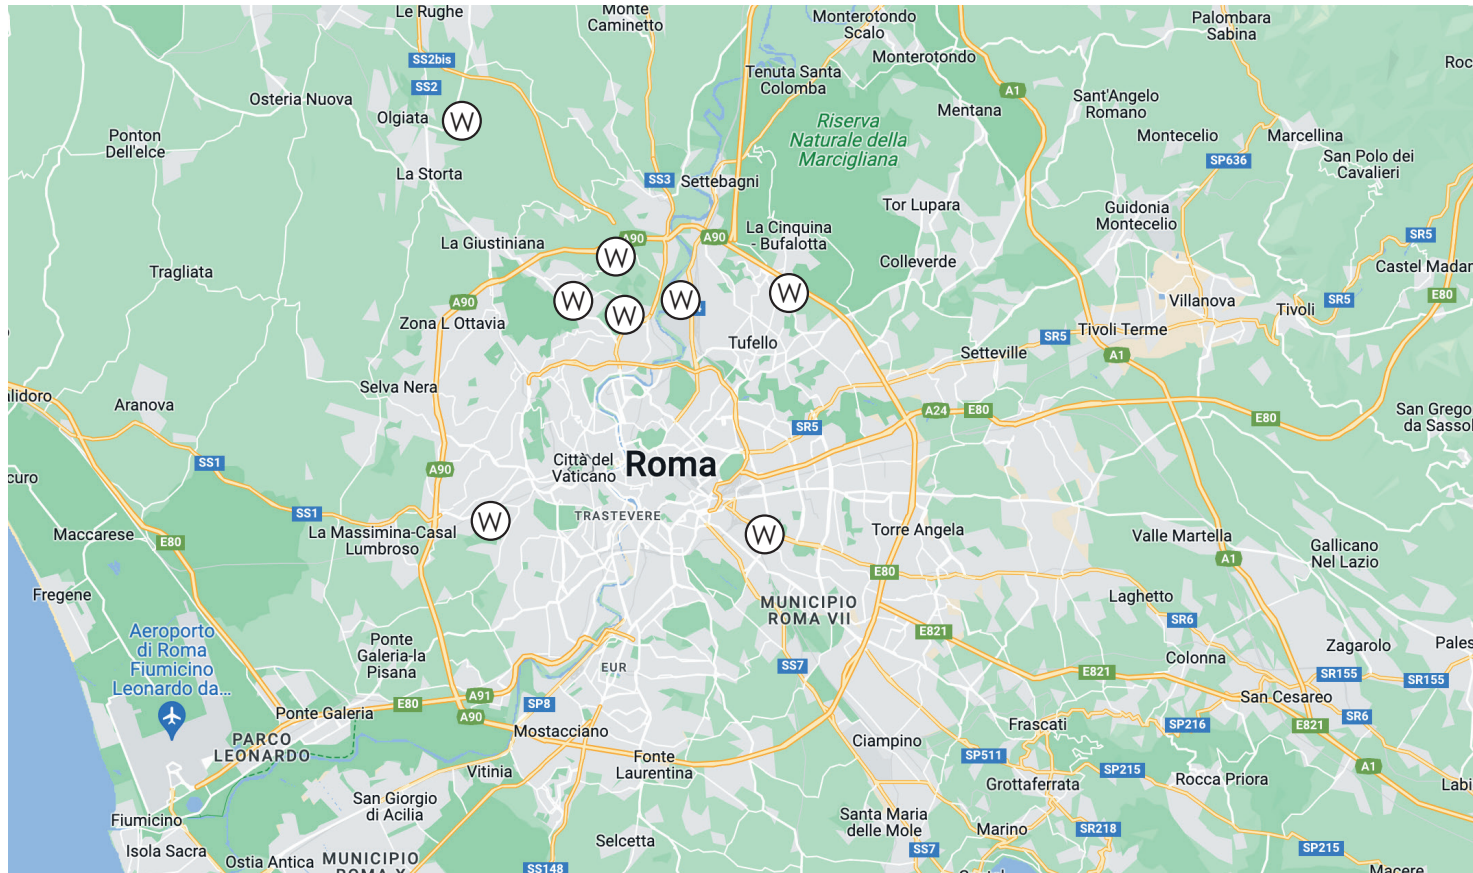 Le Rughe
Monte
Caminetto
Monterotondo
Scalo
Palombara
Sabina
SS2bis
Monterotondo
Roc
Tenuta Santa
Colomba
SS2
A1
Osteria Nuova
Olgiata
W
Mentana
Sant'Angelo
Romano
Riserva
Naturale della
Marcigliana
Ponton
Dell'elce
Montecelio
Marcellina
SP636
San Polo dei
Cavalieri
La Storta
SS3
Settebagni
Tor Lupara
Guidonia
Montecelio
La Giustiniana
A90
A90
La Cinquina
- Bufalotta
SR5
W
Colleverde
Castel Madar
Tragliata
A90
W
W
W
W
W
Villanova
Tivoli
SR5
E80
Zona L Ottavia
Tufello
SR5
Tivoli Terme
Setteville
A1
Selva Nera
alidoro
Aranova
A24
E80
E80
San Grego
da Sassol
SR5
SS1
A90
Città del
Vaticano
Roma
curo
SS1
W
TRASTEVERE
La Massimina-Casal
Lumbroso
W
Torre Angela
Maccarese
E80
Valle Martella
Gallicano
Nel Lazio
A1
E80
Fregene
Laghetto
MUNICIPIO
ROMA VII
SR6
Aeroporto
di Roma
Fiumicino
Leonardo da...
Ponte
Galeria-la
Pisana
E821
Zagarolo
Pales
EUR
SS7
Colonna
E821
SR155
SR155
A91
E80
SP8
San Cesareo
Ponte Galeria
A90
SR6
Frascati
SP216
E821
PARCO
LEONARDO
Mostacciano
Ciampino
SP511
Fonte
Laurentina
Vitinia
SP215
A1
Grottaferrata
Rocca Priora
Labi
San Giorgio
di Acilia
Fiumicino
Santa Maria
delle Mole
Marino
SR218
Selcetta
SS7
SP215
Isola Sacra
Ostia Antica
MUNICIPIO
ROMA X
SS148
Macere